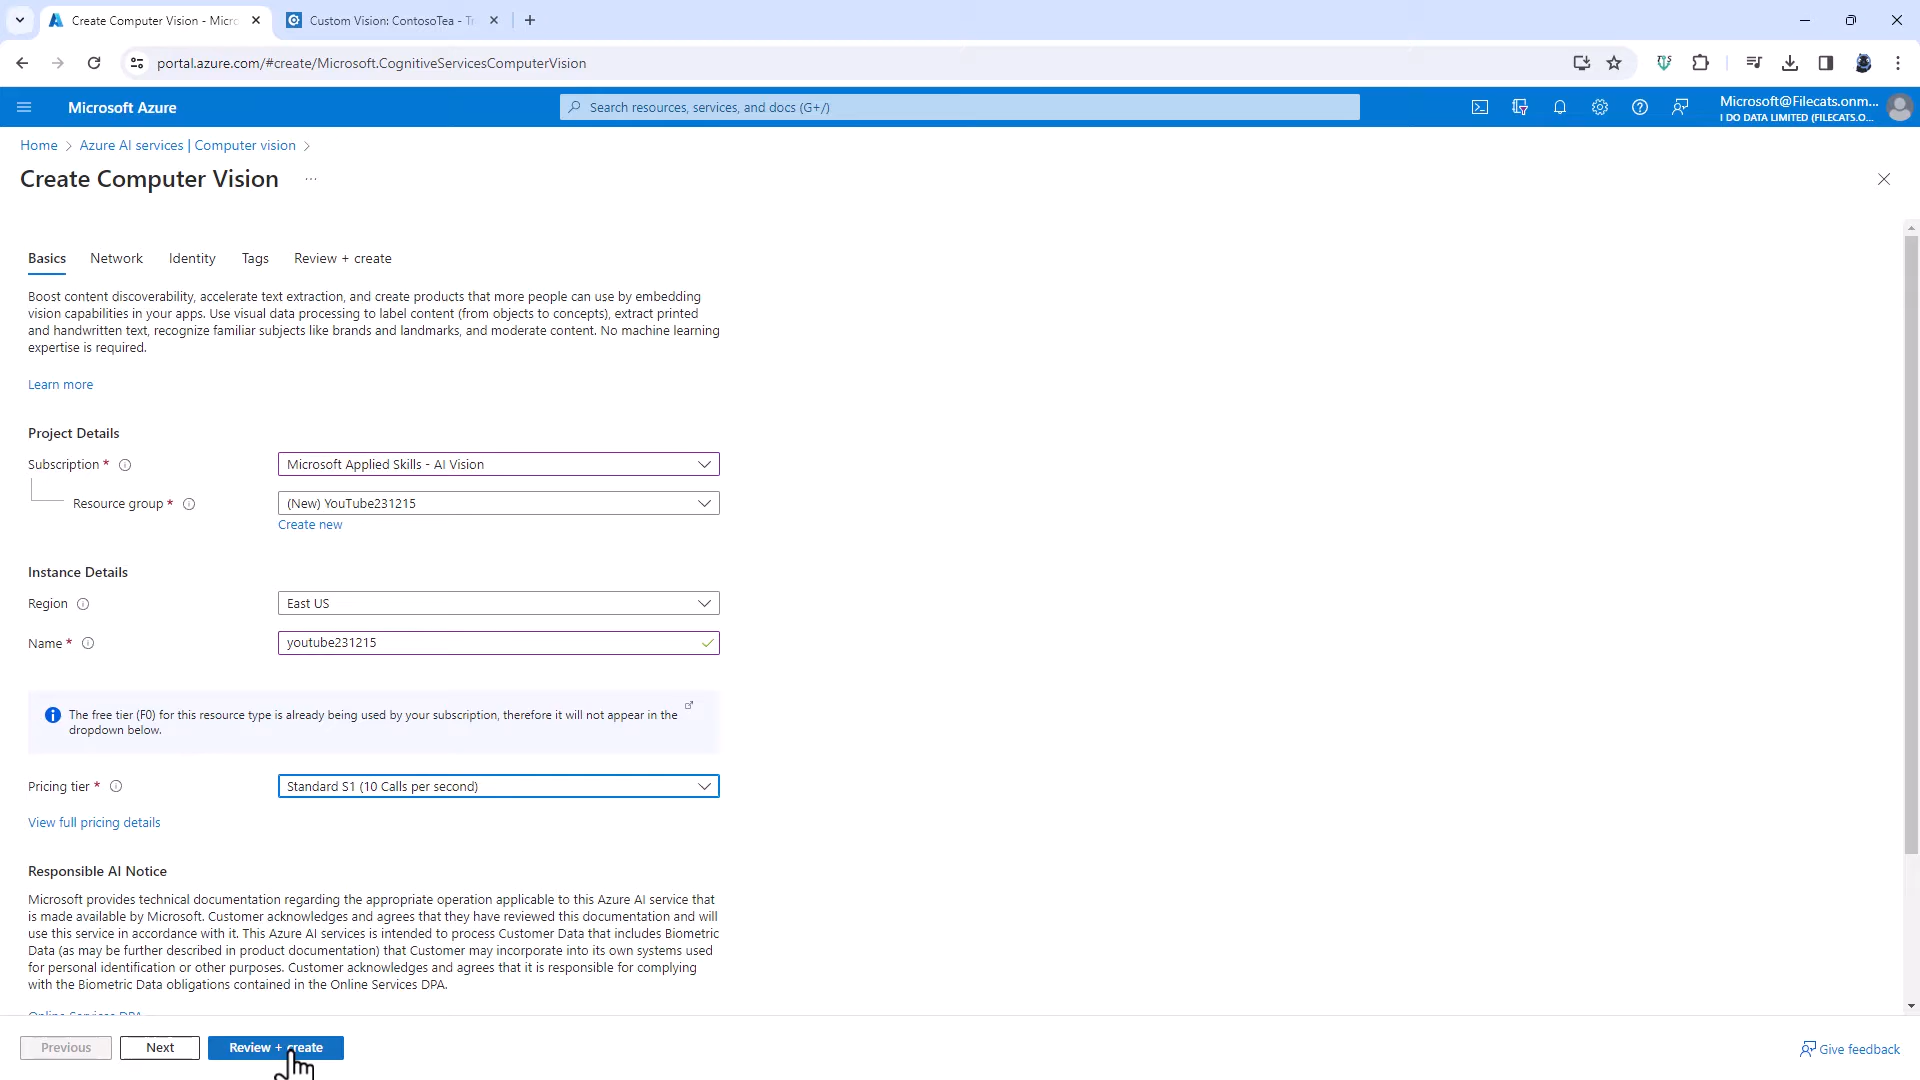 Create Computer Vision - Micro
Custom Vision: ContosoTea - Tr
portal.azure.com/#create/Microsoft.CognitiveServicesComputerVision
Microsoft Azure
Search resources, services, and docs (G+/)
Microsoft@Filecats.onm...
I DO DATA LIMITED (FILECATS.O...
Home > Azure AI services | Computer vision >
Create Computer Vision ...
Basics Network Identity Tags Review + create
Boost content discoverability, accelerate text extraction, and create products that more people can use by embedding
vision capabilities in your apps. Use visual data processing to label content (from objects to concepts), extract printed
and handwritten text, recognize familiar subjects like brands and landmarks, and moderate content. No machine learning
expertise is required.
Learn more
Project Details
Subscription * Microsoft Applied Skills - AI Vision
Resource group * (New) YouTube231215
Create new
Instance Details
Region East US
Name * youtube231215
The free tier (F0) for this resource type is already being used by your subscription, therefore it will not appear in the
dropdown below.
Pricing tier * Standard S1 (10 Calls per second)
View full pricing details
Responsible AI Notice
Microsoft provides technical documentation regarding the appropriate operation applicable to this Azure AI service that
is made available by Microsoft. Customer acknowledges and agrees that they have reviewed this documentation and will
use this service in accordance with it. This Azure AI services is intended to process Customer Data that includes Biometric
Data (as may be further described in product documentation) that Customer may incorporate into its own systems used
for personal identification or other purposes. Customer acknowledges and agrees that it is responsible for complying
with the Biometric Data obligations contained in the Online Services DPA.
Online Services DPA
Previous Next Review + create Give feedback